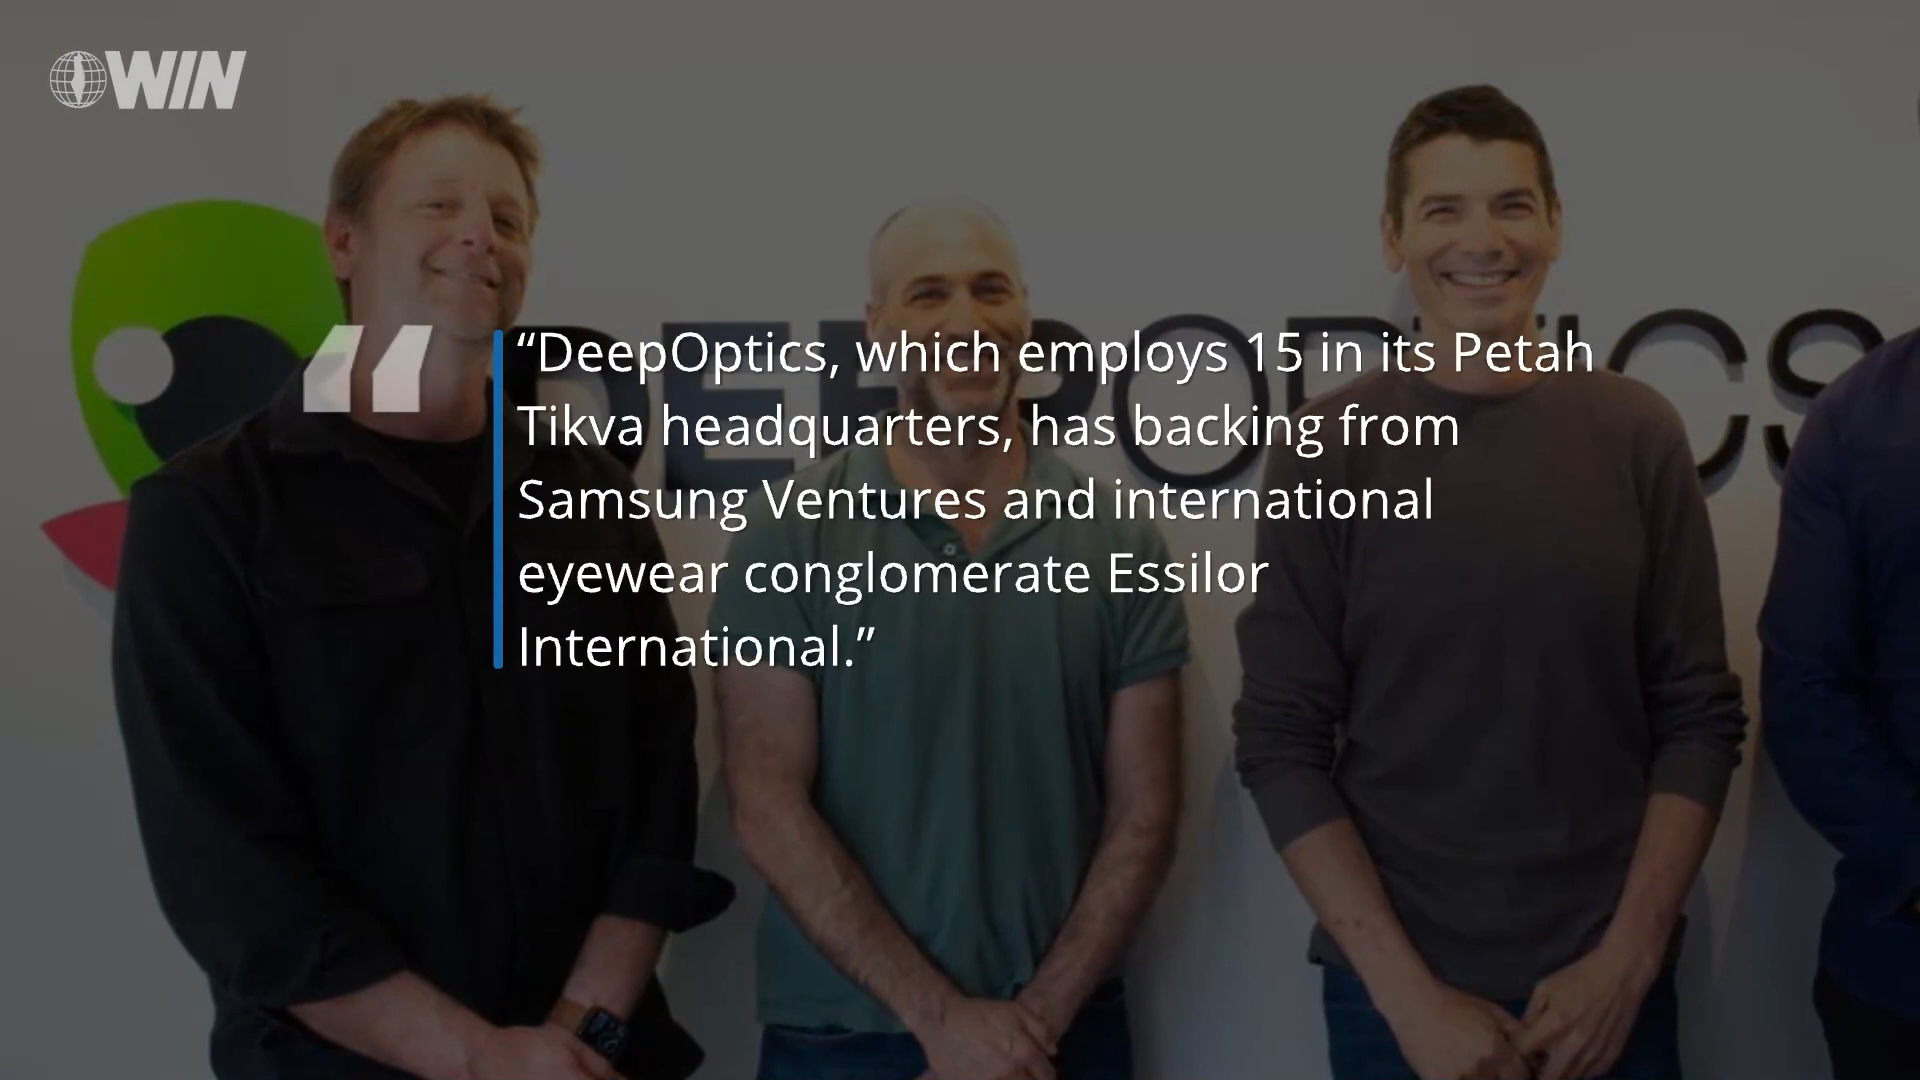 WIN
“DeepOptics, which employs 15 in its Petah
Tikva headquarters, has backing from
Samsung Ventures and international
eyewear conglomerate Essilor
International.”
DEEPOPTICS